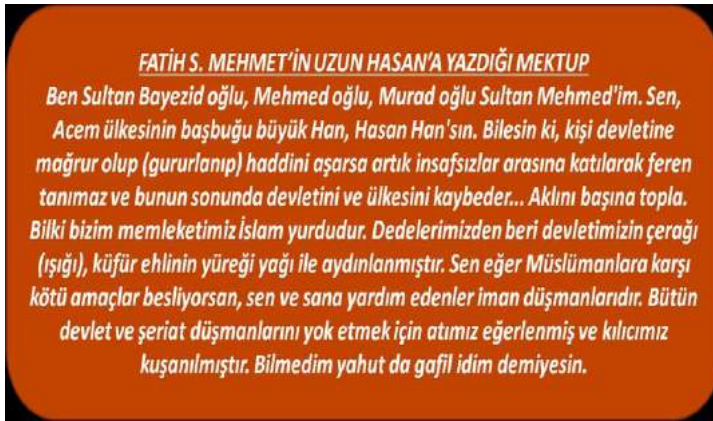 FATİH S. MEHMET'İN UZUN HASAN'A YAZDIĞI MEKTUP
Ben Sultan Bayezid oğlu, Mehmed oğlu, Murad oğlu Sultan Mehmed'im. Sen,
Acem ülkesinin başbuğu büyük Han, Hasan Han'sın. Bilesin ki, kişi devletine
mağrur olup (gururlanıp) haddini aşarsa artık insafsızlar arasına katılarak feren
tanımaz ve bunun sonunda devletini ve ülkesini kaybeder... Aklını başına topla.
Bilki bizim memleketimiz İslam yurdudur. Dedelerimizden beri devletimizin çerağı
(ışığı), küfür ehlinin yüreği yağı ile aydınlanmıştır. Sen eğer Müslümanlara karşı
kötü amaçlar besliyorsan, sen ve sana yardım edenler iman düşmanlarıdır. Bütün
devlet ve şeriat düşmanlarını yok etmek için atımız eğerlenmiş ve kılıcımız
kuşanılmıştır. Bilmedim yahut da gafil idim demiyesin.